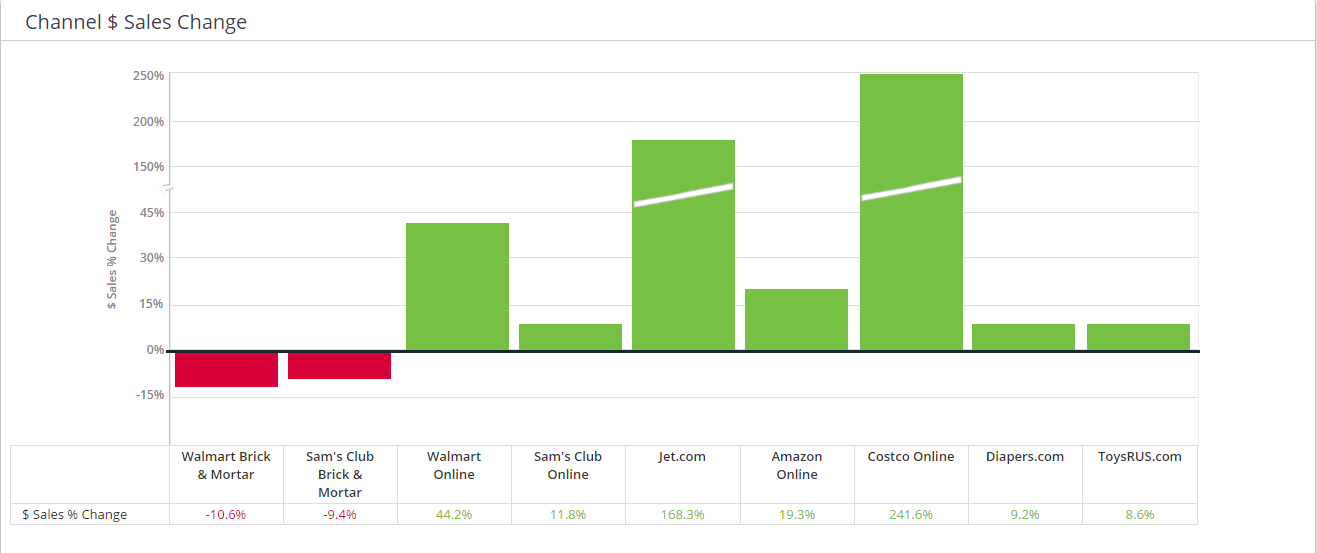 Channel $ Sales Change
250%
200%
150%
45%
30%
15%
0%
-15%
$ Sales % Change
Walmart Brick & Mortar
Sam's Club Brick & Mortar
Walmart Online
Sam's Club Online
Jet.com
Amazon Online
Costco Online
Diapers.com
ToysRUS.com
$ Sales % Change -10.6% -9.4% 44.2% 11.8% 168.3% 19.3% 241.6% 9.2% 8.6%